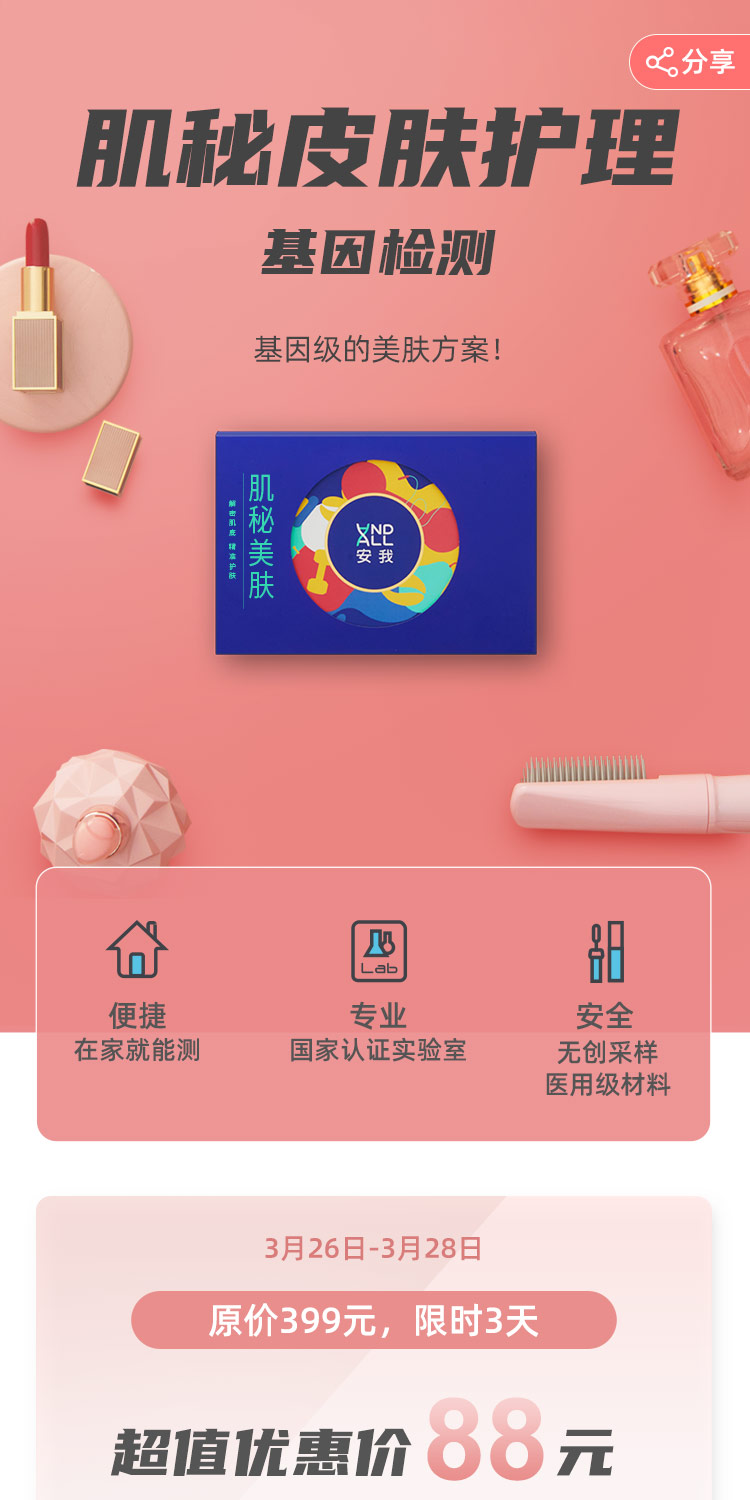 分享
肌秘皮肤护理
基因检测
基因级的美肤方案！
肌秘美肤
解密肌底 精准护肤
AND
ALL
安我
Lab
便捷
在家就能测
专业
国家认证实验室
安全
无创采样
医用级材料
3月26日-3月28日
原价399元，限时3天
超值优惠价88元